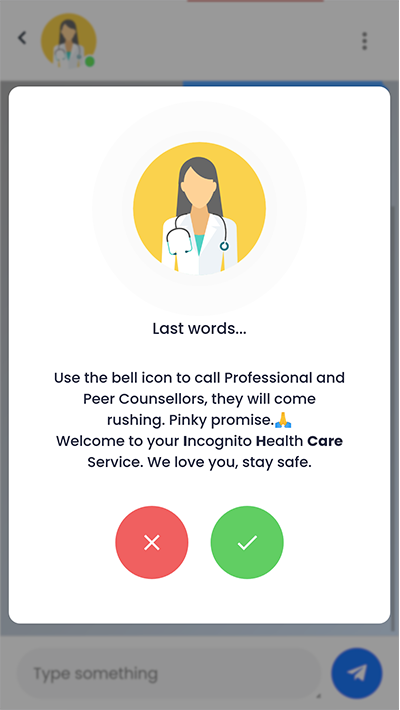 Last words...
Use the bell icon to call Professional and
Peer Counsellors, they will come
rushing. Pinky promise.🙏
Welcome to your Incognito Health Care
Service. We love you, stay safe.
Type something